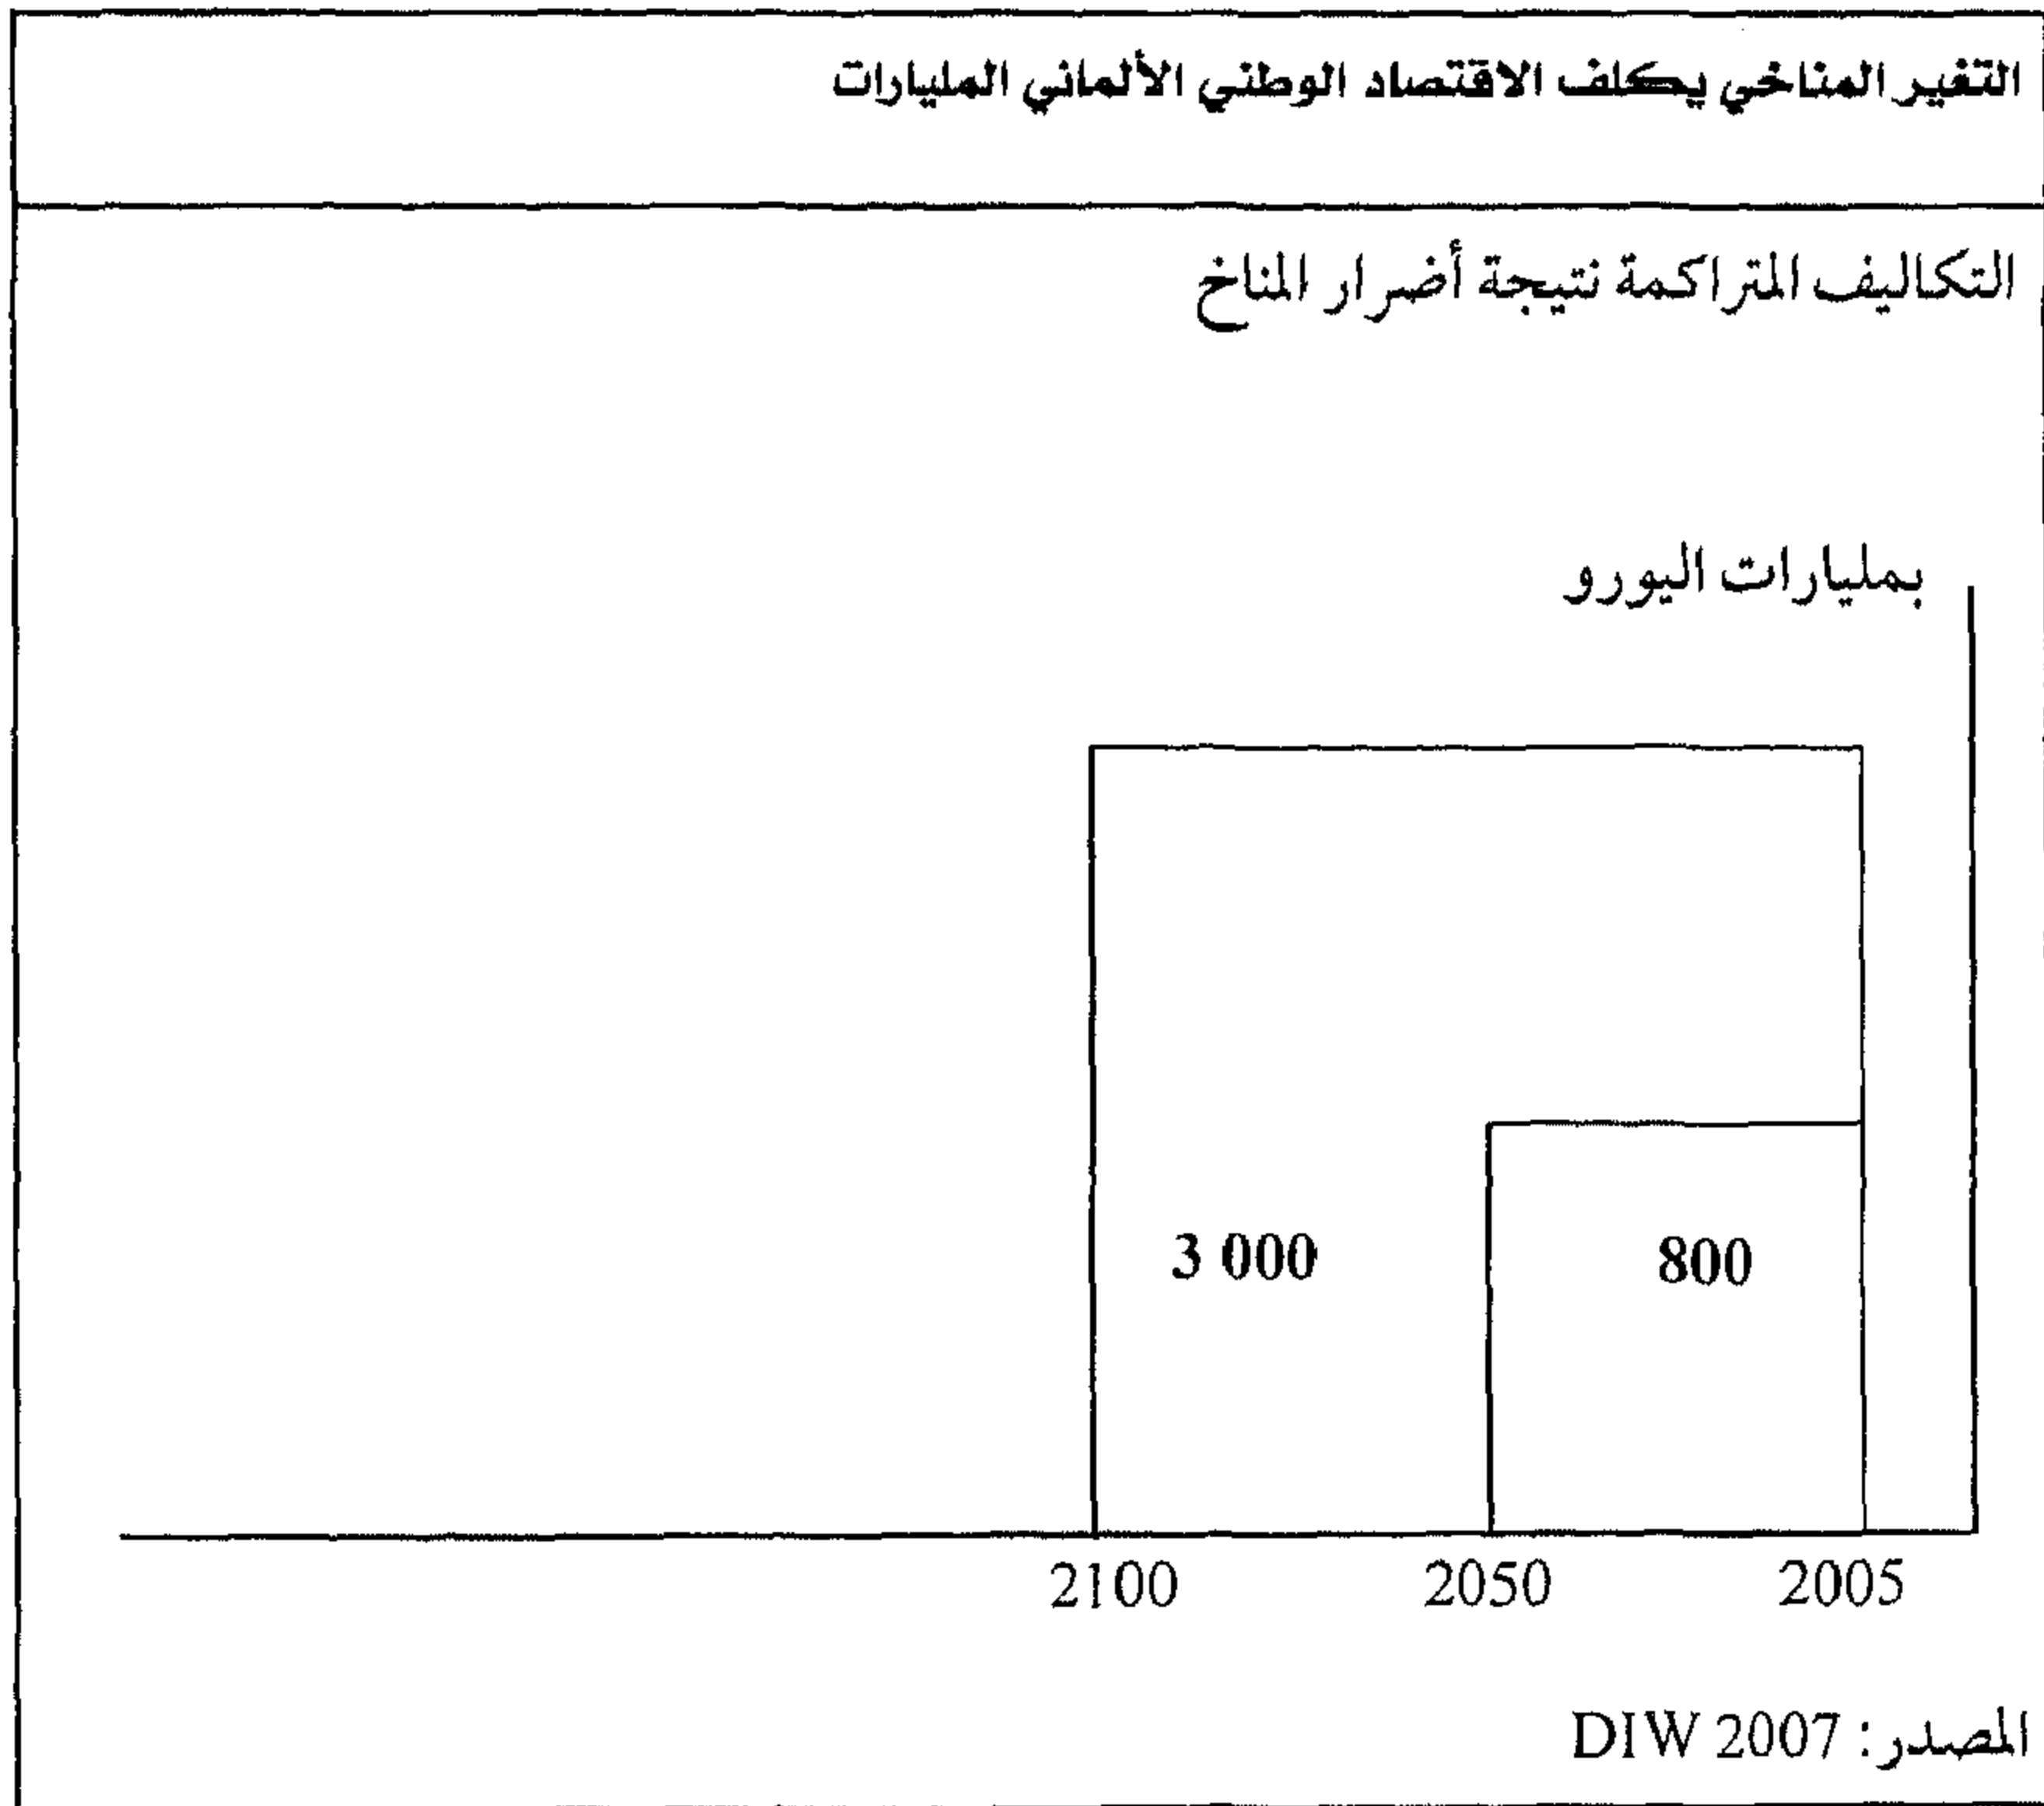 التغير المناخي يكلف الاقتصاد الوطني الألماني المليارات
التكاليف المتراكمة نتيجة أضرار المناخ
بمليارات اليورو
800
3 000
2005
2050
2100
المصدر: DIW 2007